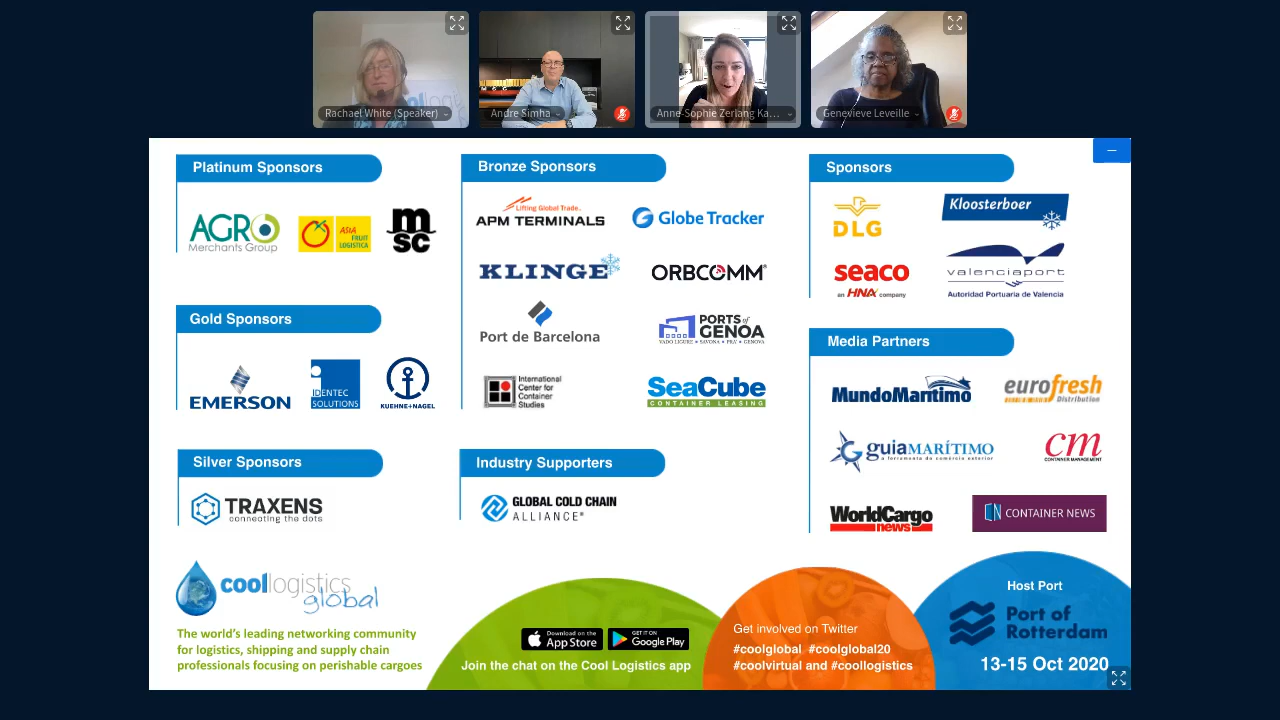 Rachael White (Speaker)
Andre Simha
Anne-Sophie Zerlang Ka...
Genevieve Leveille
Platinum Sponsors
AGRO
Merchants Group
ASIA
FRUIT
LOGISTICA
msc
Gold Sponsors
EMERSON
IDENTEC
SOLUTIONS
KUEHNE+NAGEL
Silver Sponsors
TRAXENS
connecting the dots
Bronze Sponsors
Lifting Global Trade.
APM TERMINALS
Globe Tracker
KLINGE
ORBCOMM®
Port de Barcelona
PORTS of
GENOA
VADO LIGURE • SAVONA • PRA' • GENOVA
International
Center for
Container
Studies
SeaCube
CONTAINER LEASING
Industry Supporters
GLOBAL COLD CHAIN
ALLIANCE®
Sponsors
DLG
Kloosterboer
seaco
an HNA company
valenciaport
Autoridad Portuaria de Valencia
Media Partners
MundoMaritimo
eurofresh
Distribution
guiaMARÍTIMO
a ferramenta do comércio exterior
cm
CONTAINER MANAGEMENT
WorldCargo
news
CN CONTAINER NEWS
coollogistics
global
The world's leading networking community
for logistics, shipping and supply chain
professionals focusing on perishable cargoes
Download on the
App Store
GET IT ON
Google Play
Join the chat on the Cool Logistics app
Get involved on Twitter
#coolglobal #coolglobal20
#coolvirtual and #coollogistics
Host Port
Port of
Rotterdam
13-15 Oct 2020